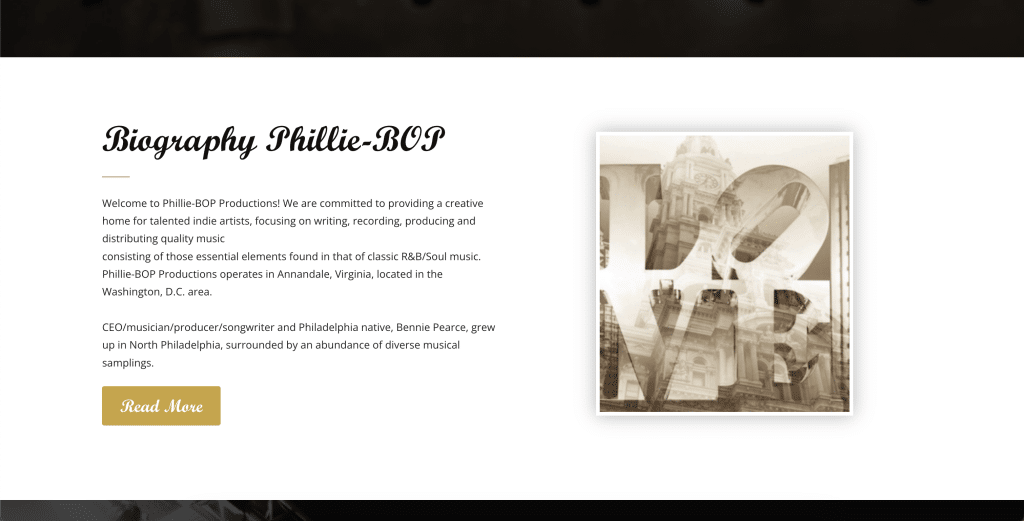 Biography Phillie-BOP
Welcome to Phillie-BOP Productions! We are committed to providing a creative
home for talented indie artists, focusing on writing, recording, producing and
distributing quality music
consisting of those essential elements found in that of classic R&B/Soul music.
Phillie-BOP Productions operates in Annandale, Virginia, located in the
Washington, D.C. area.
CEO/musician/producer/songwriter and Philadelphia native, Bennie Pearce, grew
up in North Philadelphia, surrounded by an abundance of diverse musical
samplings.
Read More
LO
VE